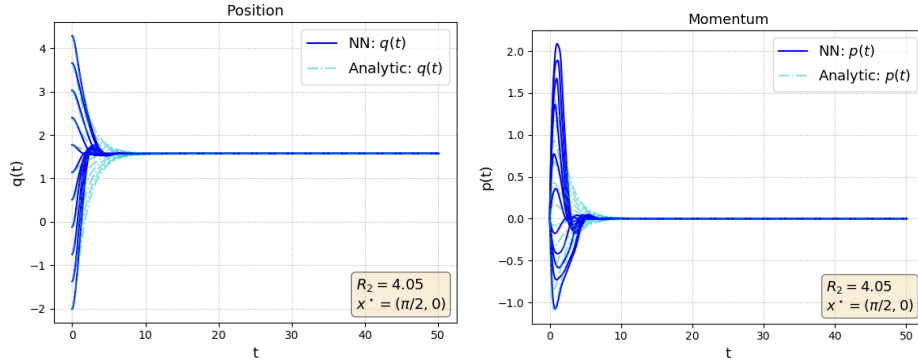 Position
4
3
2
1
0
−1
−2
q(t)
0
10
20
30
40
50
t
NN: q(t)
Analytic: q(t)
R₂ = 4.05
x* = (π/2, 0)
Momentum
2.0
1.5
1.0
0.5
0.0
−0.5
−1.0
p(t)
0
10
20
30
40
50
t
NN: p(t)
Analytic: p(t)
R₂ = 4.05
x* = (π/2, 0)